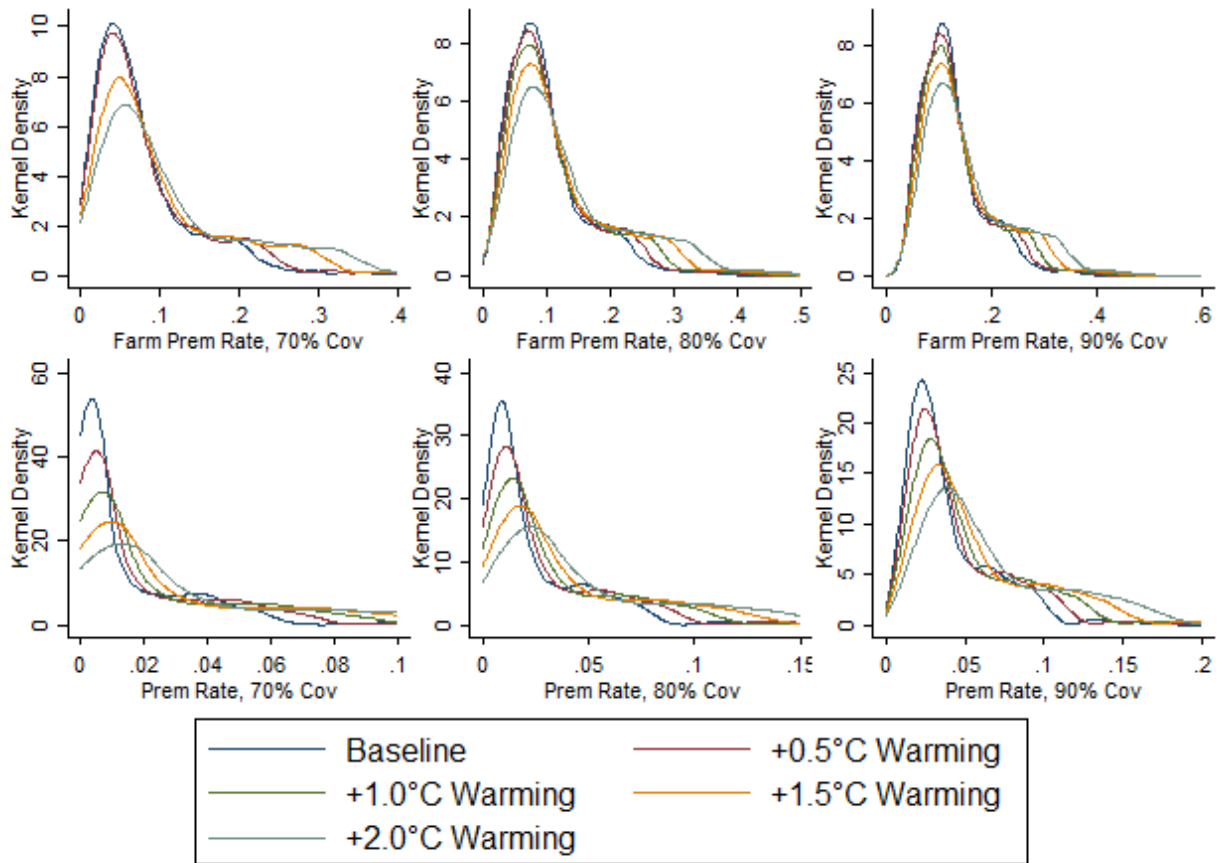 Kernel Density
10
8
6
4
2
0
0 .1 .2 .3 .4
Farm Prem Rate, 70% Cov
Kernel Density
8
6
4
2
0
0 .1 .2 .3 .4 .5
Farm Prem Rate, 80% Cov
Kernel Density
8
6
4
2
0
0 .2 .4 .6
Farm Prem Rate, 90% Cov
Kernel Density
60
40
20
0
0 .02 .04 .06 .08 .1
Prem Rate, 70% Cov
Kernel Density
40
30
20
10
0
0 .05 .1 .15
Prem Rate, 80% Cov
Kernel Density
25
20
15
10
5
0
0 .05 .1 .15 .2
Prem Rate, 90% Cov
Baseline +0.5°C Warming
+1.0°C Warming +1.5°C Warming
+2.0°C Warming